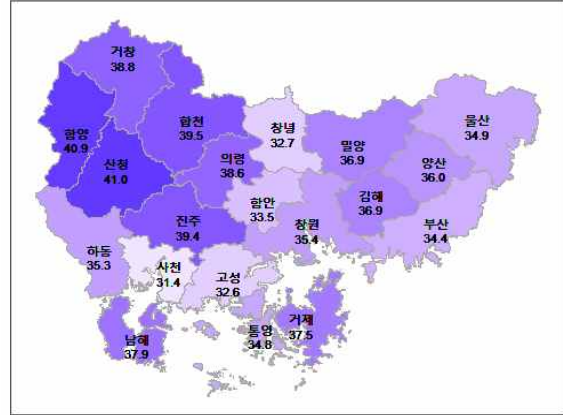 거창
38.8
함양
40.9
합천
39.5
창녕
32.7
밀양
36.9
울산
34.9
산청
41.0
의령
38.6
양산
36.0
함안
33.5
김해
36.9
진주
39.4
창원
35.4
부산
34.4
하동
35.3
사천
31.4
고성
32.6
남해
37.9
통영
34.8
거제
37.5